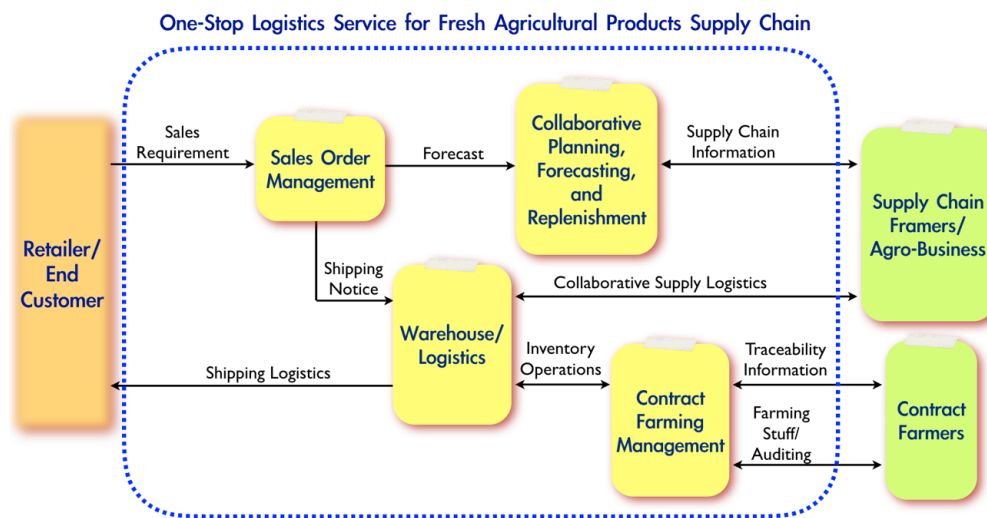 One-Stop Logistics Service for Fresh Agricultural Products Supply Chain
Sales
Requirement
Sales Order
Management
Forecast
Collaborative
Planning,
Forecasting,
and
Replenishment
Supply Chain
Information
Supply Chain
Framers/
Agro-Business
Retailer/
End
Customer
Shipping
Notice
Warehouse/
Logistics
Collaborative Supply Logistics
Shipping Logistics
Inventory
Operations
Contract
Farming
Management
Traceability
Information
Farming
Stuff/
Auditing
Contract
Farmers